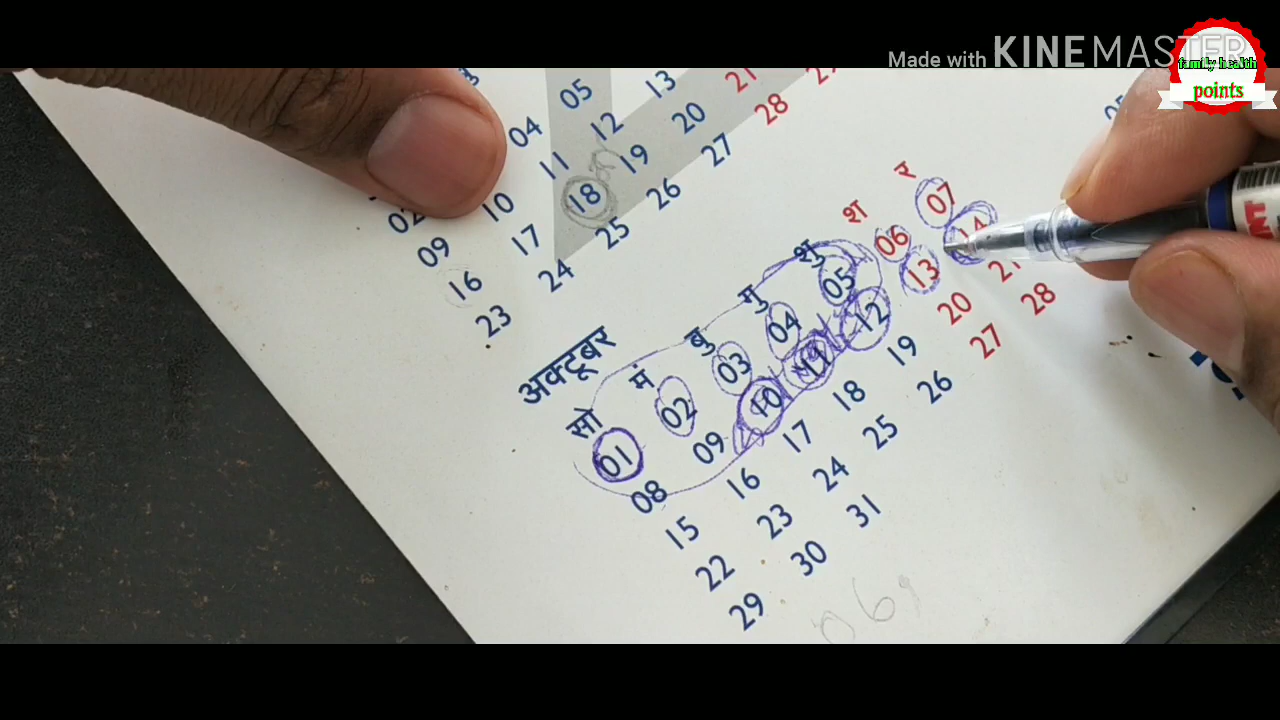 Made with KINEMASTER
family health
points
05 13 21
04 12 20 28
11 19 27
02 10 18 26
09 17 25
16 24
23
अक्टूबर
सो मं बु गु शु श र
01 02 03 04 05 06 07
08 09 10 11 12 13 14
15 16 17 18 19 20 21
22 23 24 25 26 27 28
29 30 31